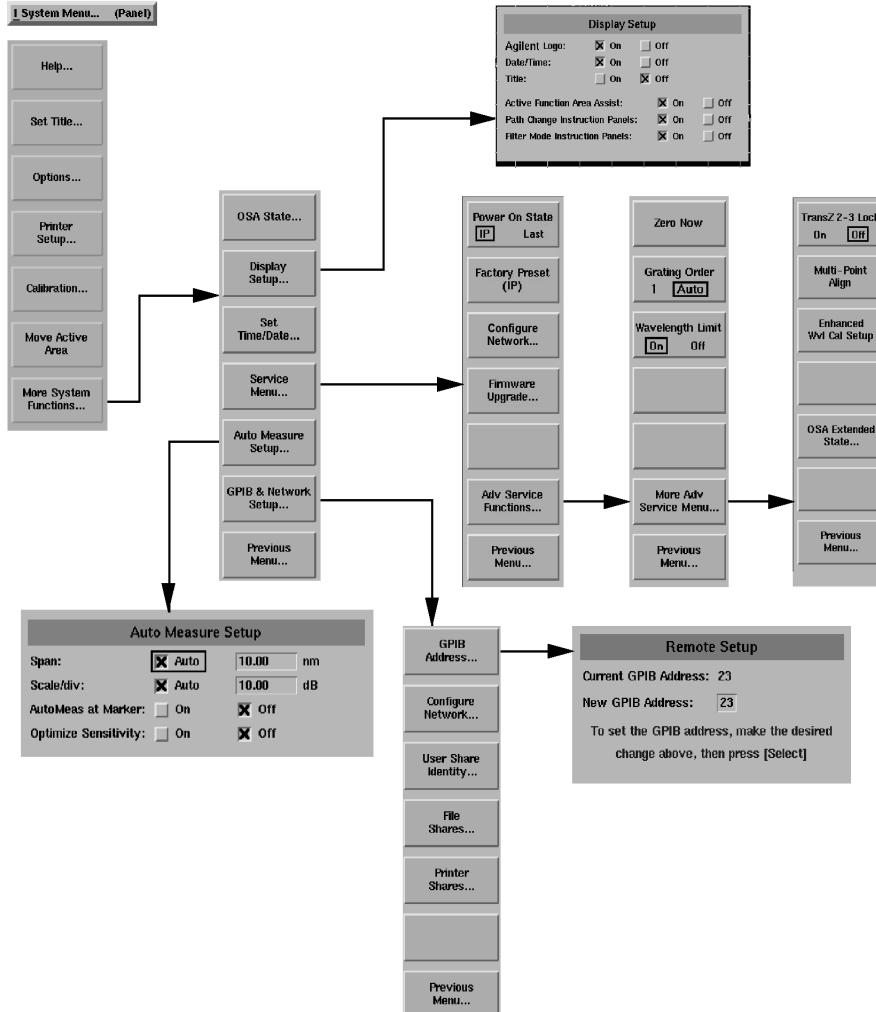 I System Menu... (Panel)
Help...
Set Title...
Options...
Printer
Setup...
Calibration...
Move Active
Area
More System
Functions...
OSA State...
Display
Setup...
Set
Time/Date...
Service
Menu...
Auto Measure
Setup...
GPIB & Network
Setup...
Previous
Menu...
Display Setup
Agilent Logo: On Off
Date/Time: On Off
Title: On Off
Active Function Area Assist: On Off
Path Change Instruction Panels: On Off
Filter Mode Instruction Panels: On Off
Power On State
IP Last
Factory Preset
(IP)
Configure
Network...
Firmware
Upgrade...
Adv Service
Functions...
Previous
Menu...
Zero Now
Grating Order
1 Auto
Wavelength Limit
On Off
More Adv
Service Menu...
Previous
Menu...
TransZ 2-3 Lock
On Off
Multi-Point
Align
Enhanced
Wvl Cal Setup
OSA Extended
State...
Previous
Menu...
Auto Measure Setup
Span: Auto 10.00 nm
Scale/div: Auto 10.00 dB
AutoMeas at Marker: On Off
Optimize Sensitivity: On Off
GPIB
Address...
Configure
Network...
User Share
Identity...
File
Shares...
Printer
Shares...
Previous
Menu...
Remote Setup
Current GPIB Address: 23
New GPIB Address: 23
To set the GPIB address, make the desired
change above, then press [Select]